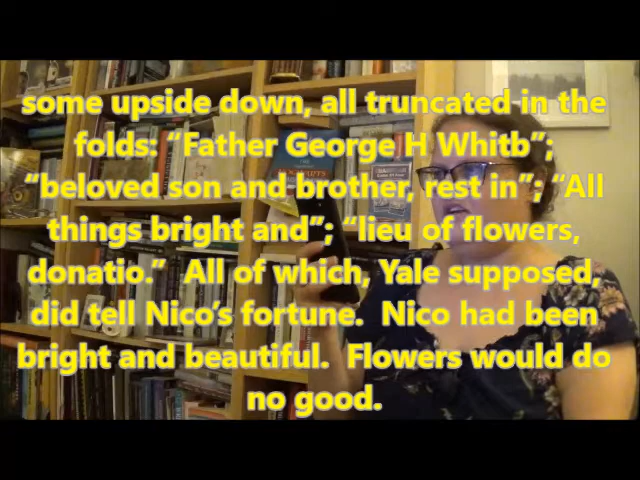 some upside down, all truncated in the
folds: “Father George H Whitb”;
“beloved son and brother, rest in”; “All
things bright and”; “lieu of flowers,
donatio.”  All of which, Yale supposed,
did tell Nico’s fortune.  Nico had been
bright and beautiful.  Flowers would do
no good.